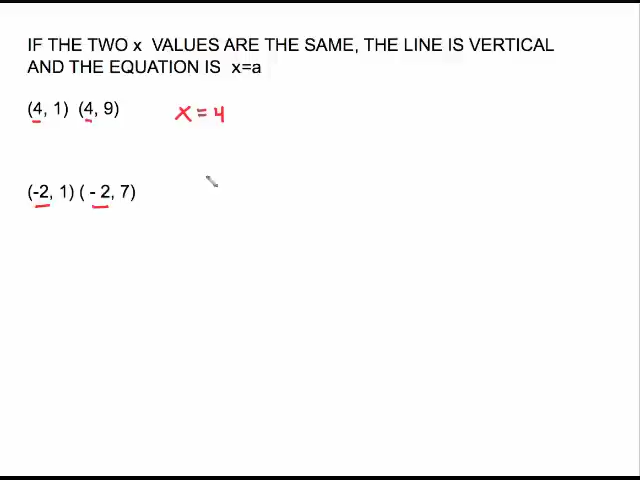 IF THE TWO x VALUES ARE THE SAME, THE LINE IS VERTICAL
AND THE EQUATION IS x=a
(4, 1) (4, 9) x = 4
(-2, 1) ( - 2, 7)